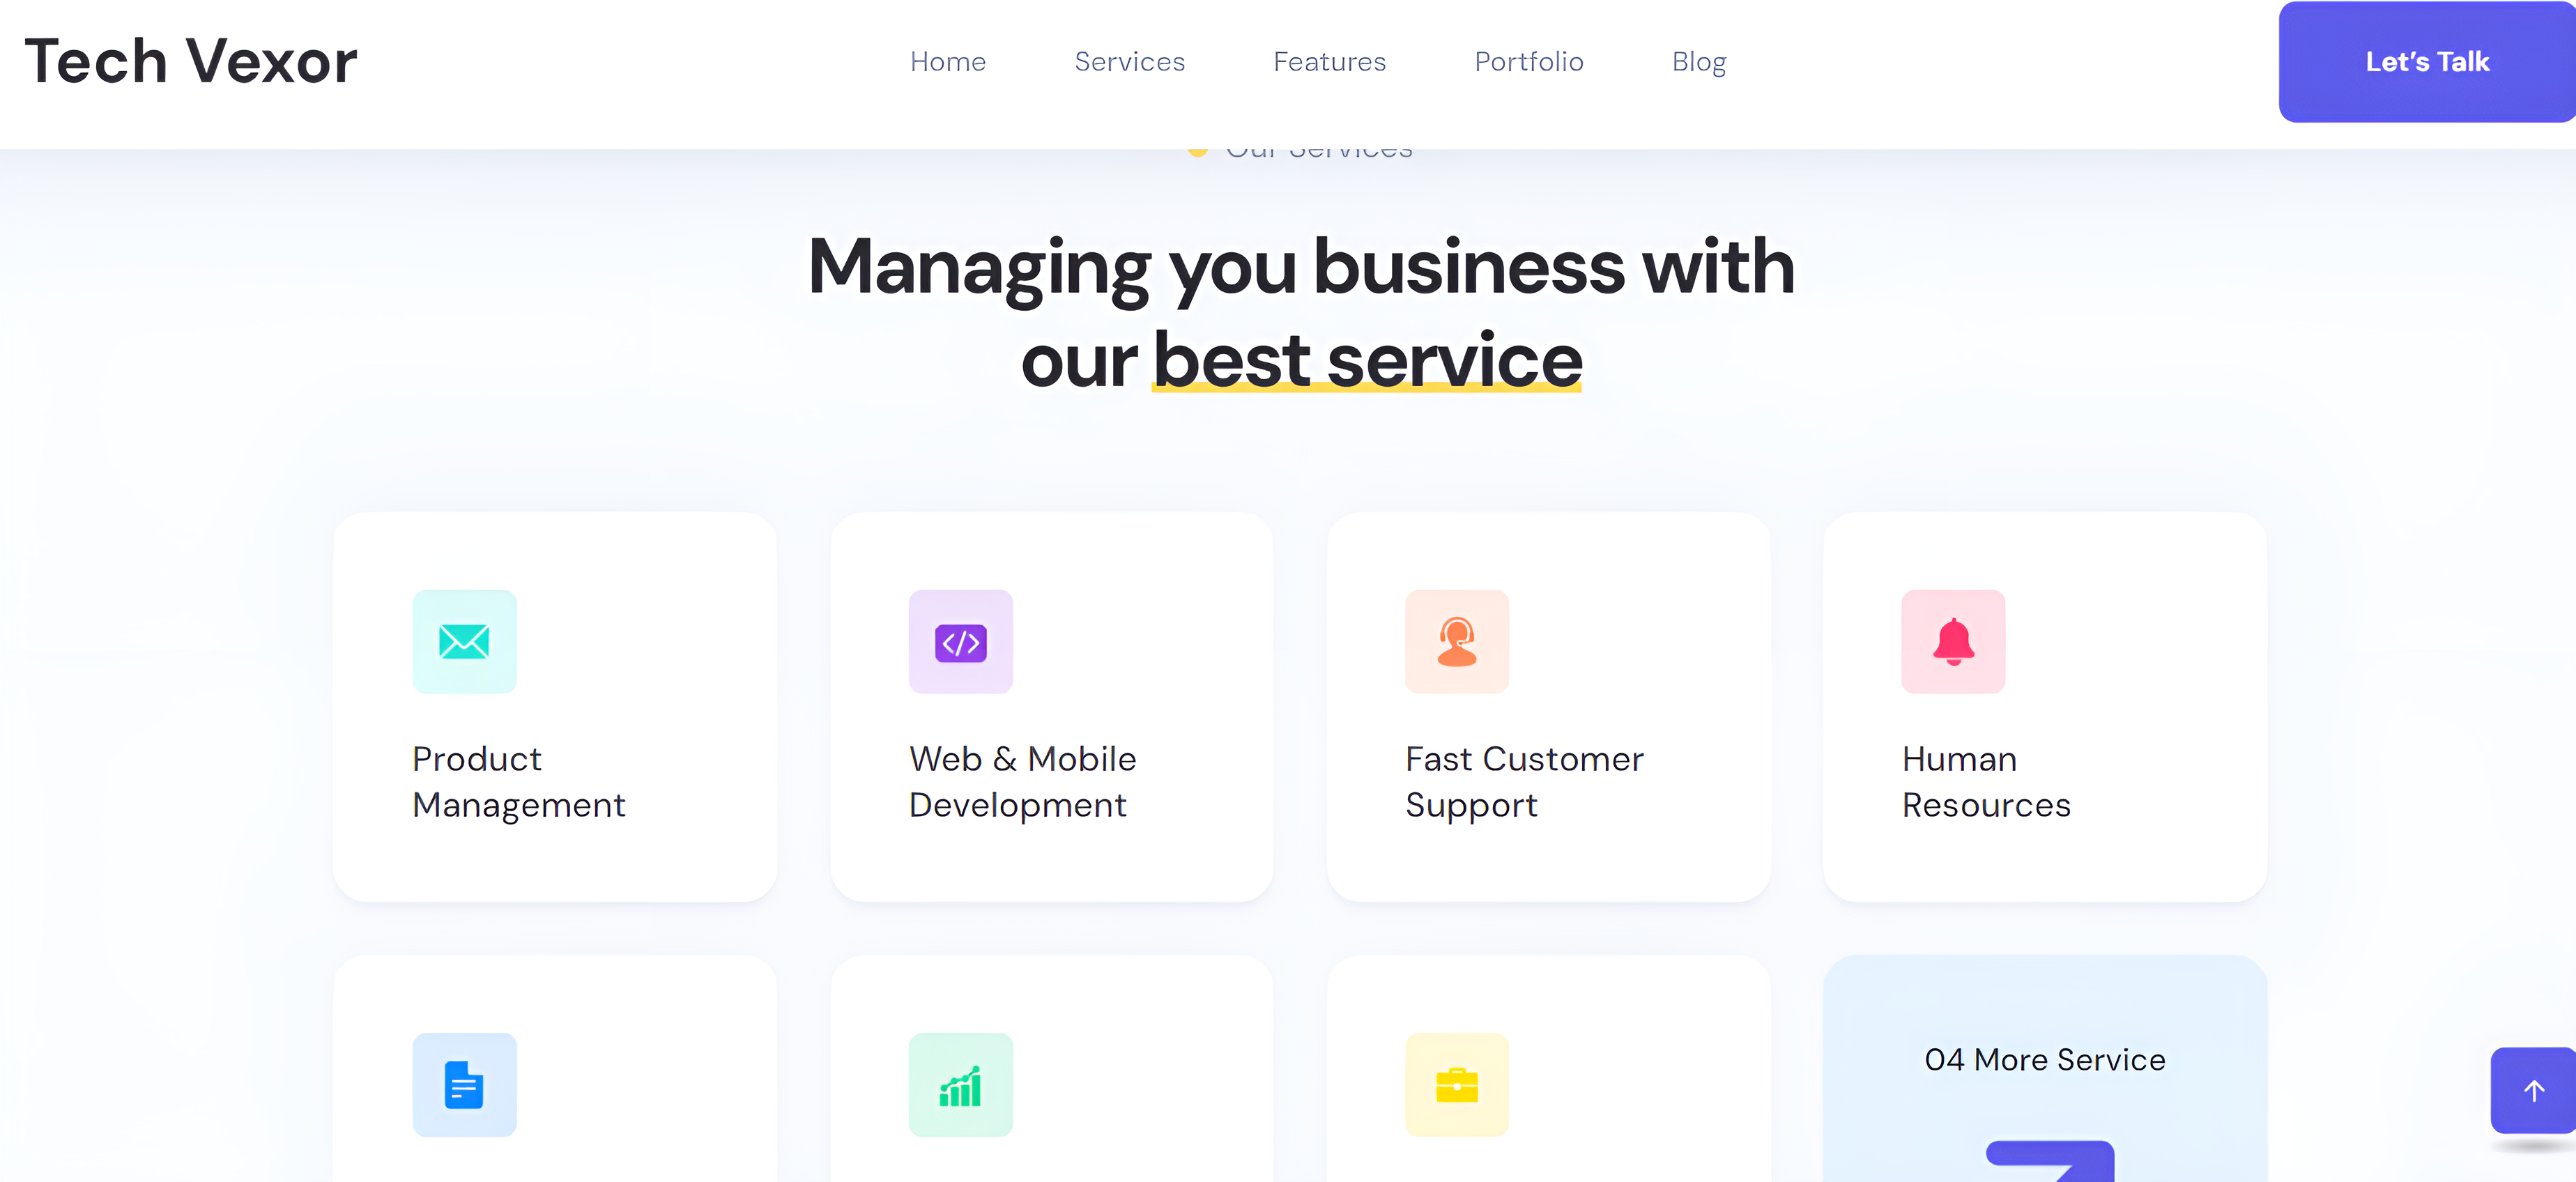 Tech Vexor
Home Services Features Portfolio Blog
Let's Talk
Our Services
Managing you business with
our best service
Product
Management
Web & Mobile
Development
Fast Customer
Support
Human
Resources
04 More Service